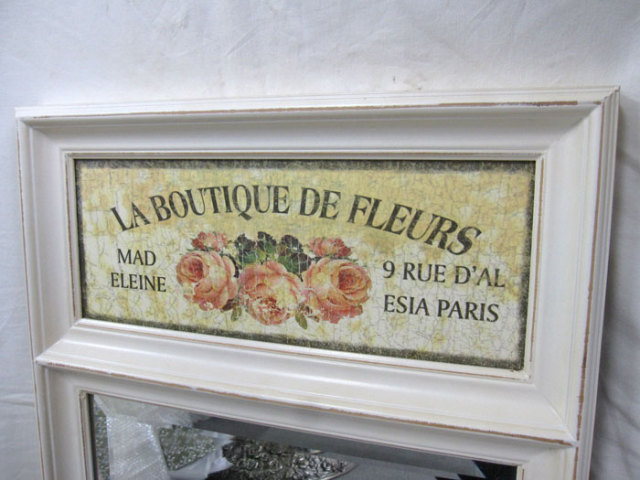 LA BOUTIQUE DE FLEURS
MAD
ELEINE
9 RUE D'AL
ESIA PARIS